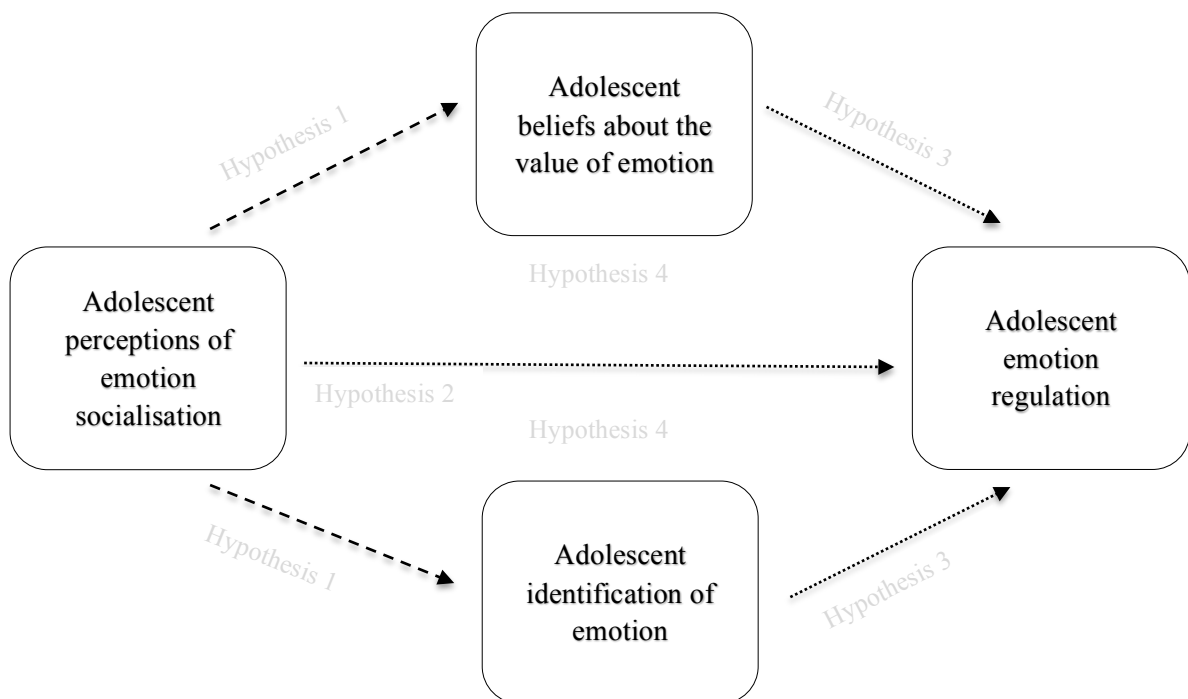 Adolescent
beliefs about the
value of emotion
Hypothesis 1
Hypothesis 3
Hypothesis 4
Adolescent
perceptions of
emotion
socialisation
Adolescent
emotion
regulation
Hypothesis 2
Hypothesis 4
Hypothesis 1
Adolescent
identification of
emotion
Hypothesis 3